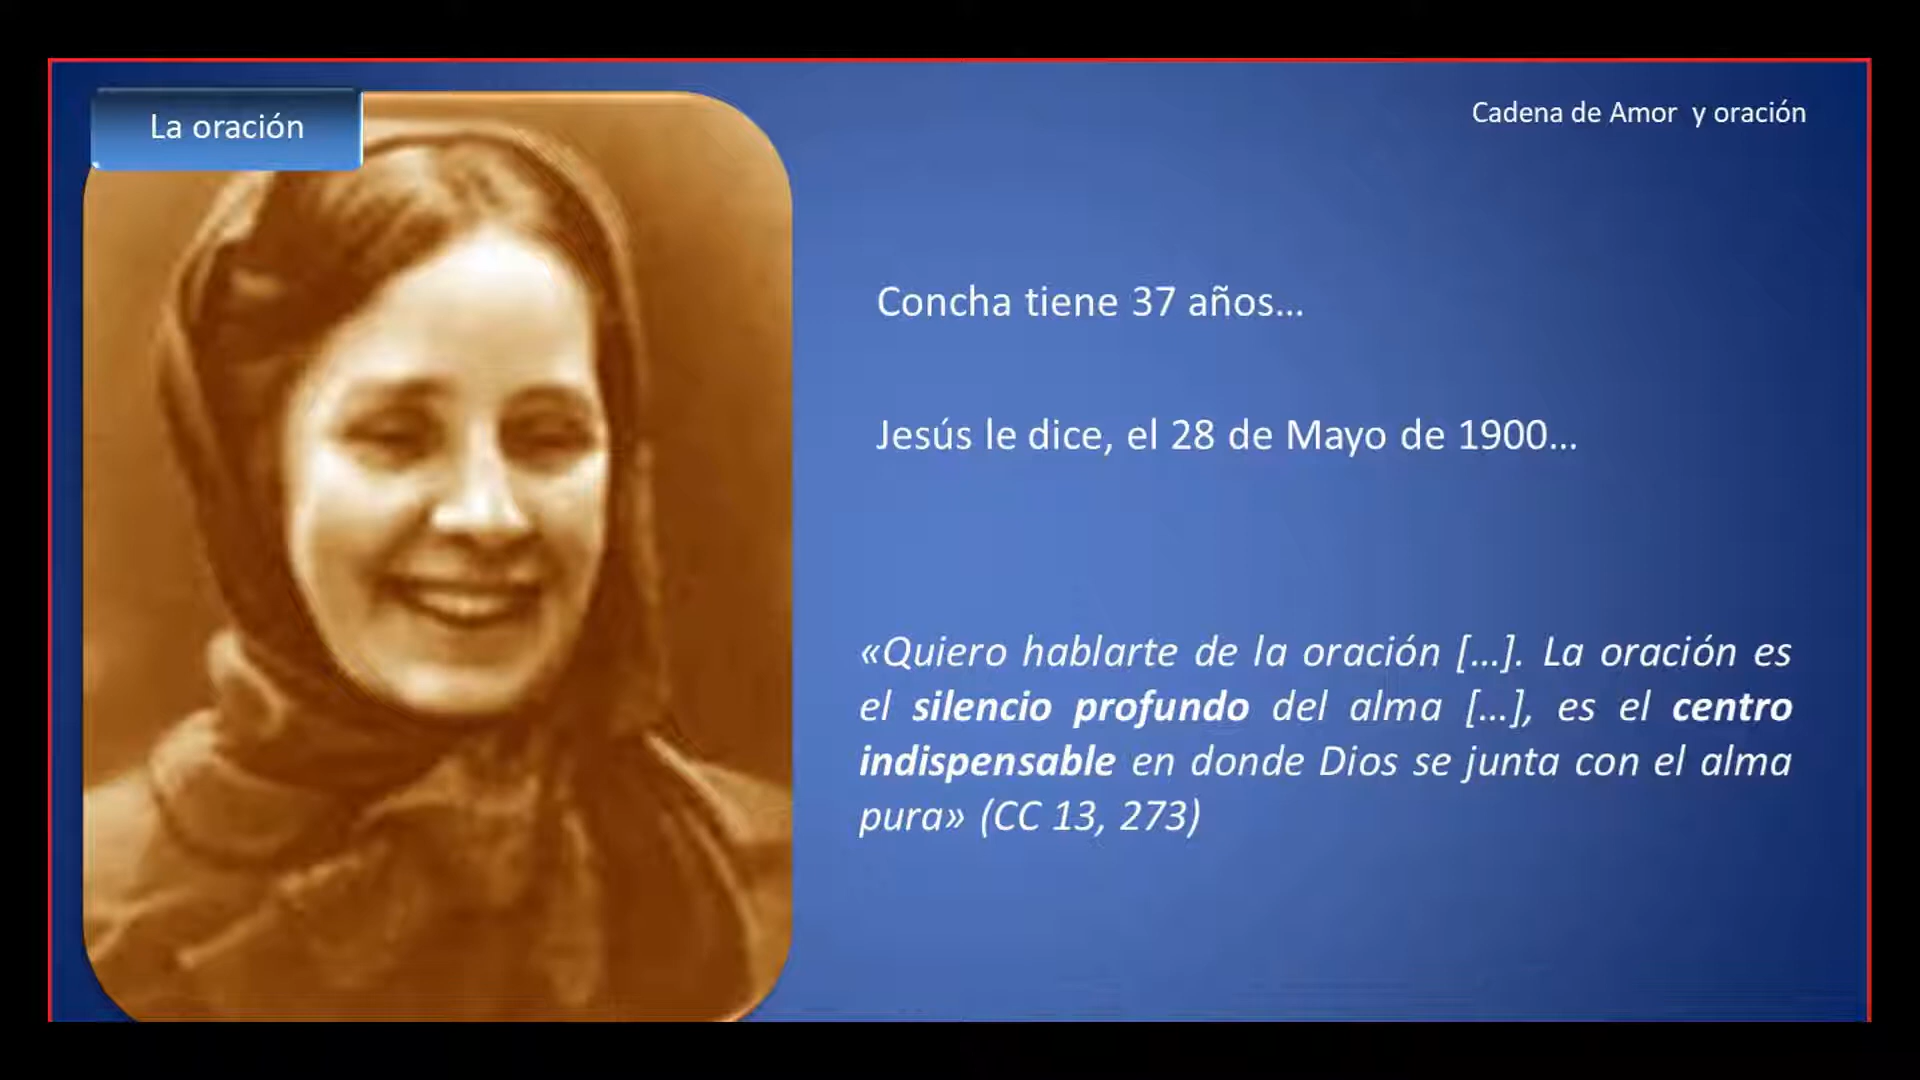 La oración
Cadena de Amor y oración
Concha tiene 37 años...
Jesús le dice, el 28 de Mayo de 1900...
«Quiero hablarte de la oración [...]. La oración es
el silencio profundo del alma [...], es el centro
indispensable en donde Dios se junta con el alma
pura» (CC 13, 273)